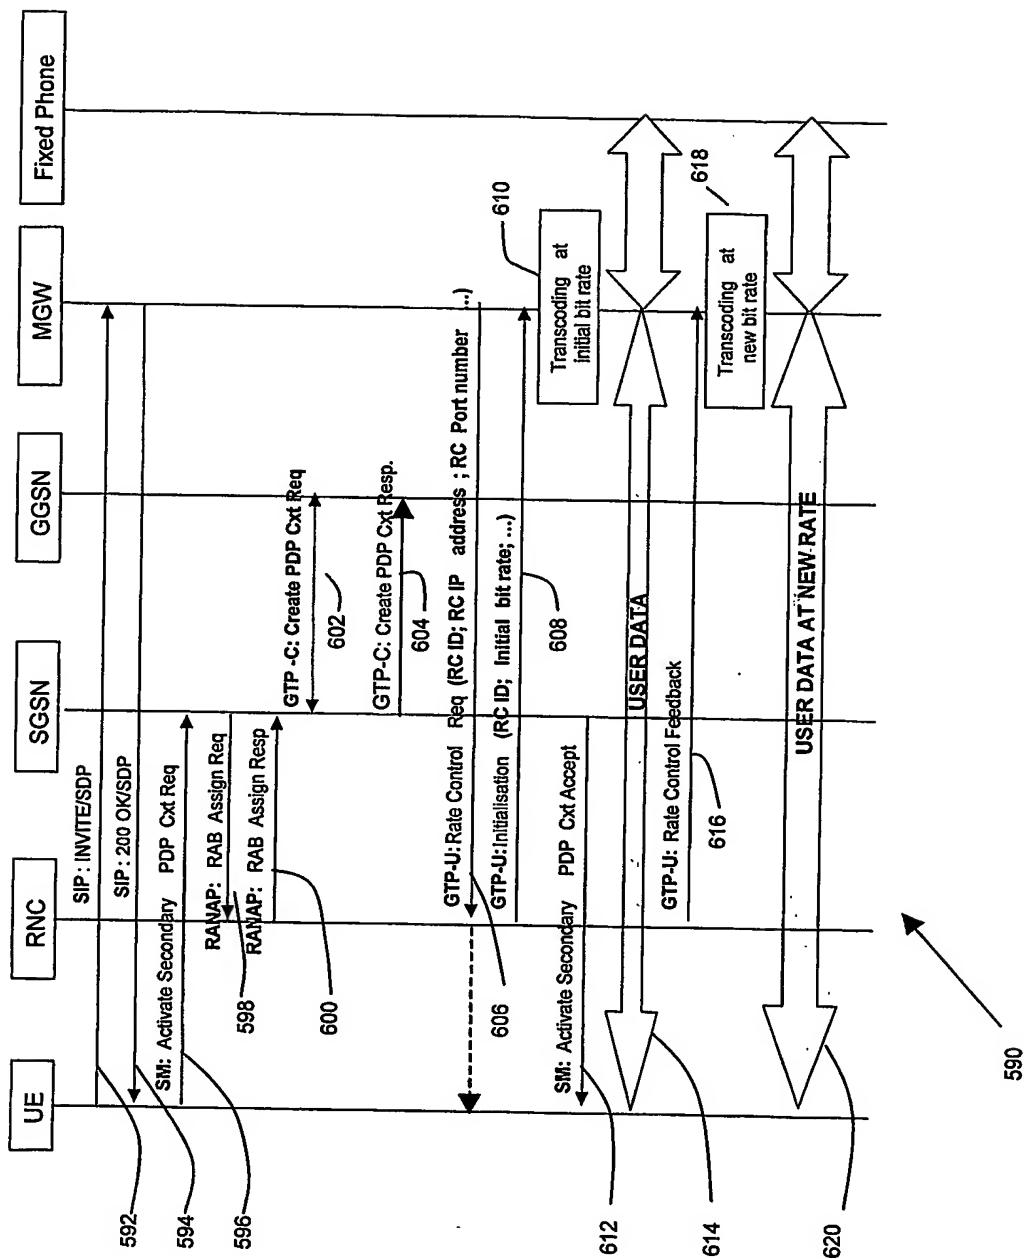 UE
RNC
SGSN
GGSN
MGW
Fixed Phone
SIP: INVITE/SDP
592
SIP: 200 OK/SDP
594
SM: Activate Secondary PDP Cxt Req
596
RANAP: RAB Assign Req
598
RANAP: RAB Assign Resp
600
GTP-C: Create PDP Cxt Req
602
GTP-C: Create PDP Cxt Resp.
604
GTP-U: Rate Control Req (RC ID; RC IP address ; RC Port number ...)
606
GTP-U: Initialisation (RC ID; Initial bit rate; ...)
608
Transcoding at
initial bit rate
610
SM: Activate Secondary PDP Cxt Accept
612
USER DATA
614
GTP-U: Rate Control Feedback
616
Transcoding at
new bit rate
618
USER DATA AT NEW RATE
620
590